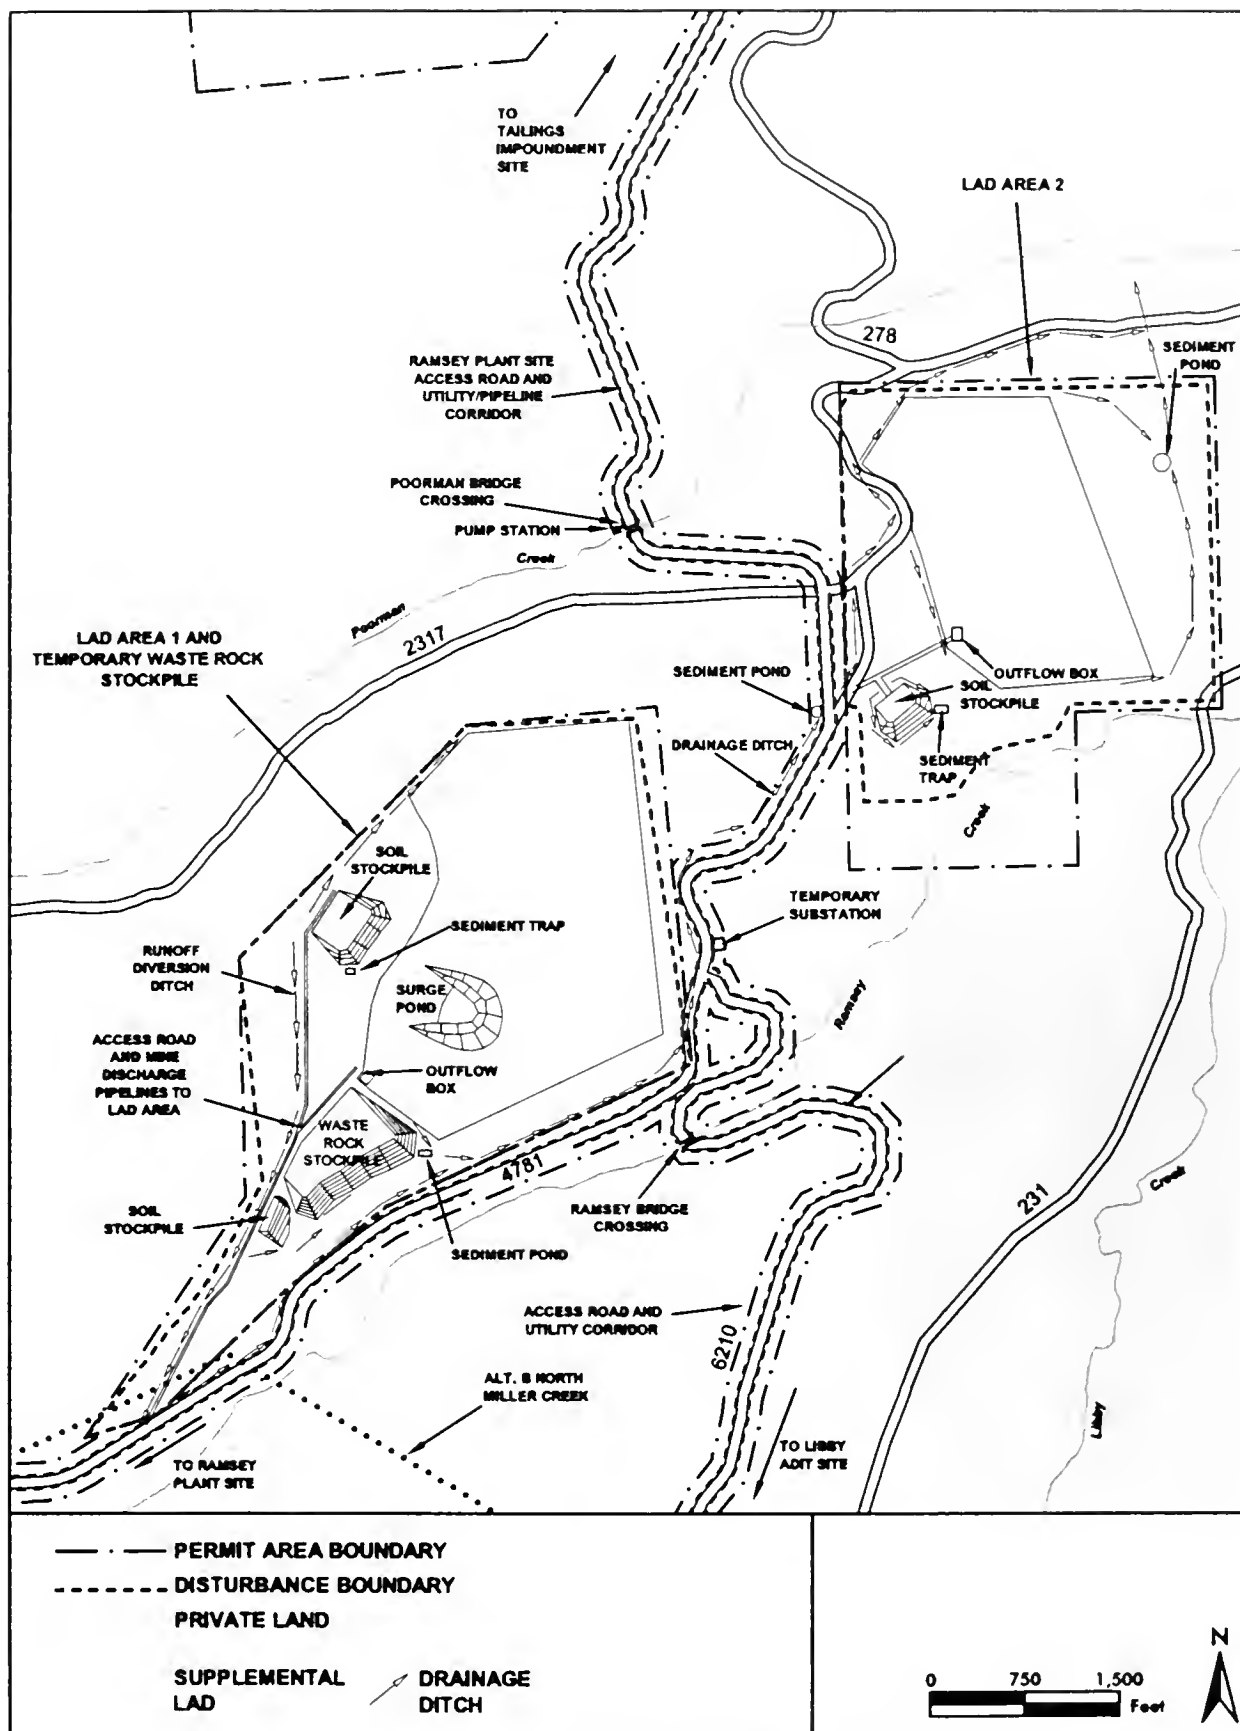 TO
TAILINGS
IMPOUNDMENT
SITE
LAD AREA 2
278
SEDIMENT
POND
RAMSEY PLANT SITE
ACCESS ROAD AND
UTILITY/PIPELINE
CORRIDOR
POORMAN BRIDGE
CROSSING
PUMP STATION
Creek
Poorman
2317
LAD AREA 1 AND
TEMPORARY WASTE ROCK
STOCKPILE
SEDIMENT POND
OUTFLOW BOX
SOIL
STOCKPILE
DRAINAGE DITCH
SEDIMENT
TRAP
Creek
SOIL
STOCKPILE
TEMPORARY
SUBSTATION
SEDIMENT TRAP
RUNOFF
DIVERSION
DITCH
SURGE
POND
Ramsey
ACCESS ROAD
AND MINE
DISCHARGE
PIPELINES TO
LAD AREA
OUTFLOW
BOX
WASTE
ROCK
STOCKPILE
4781
Creek
231
SOIL
STOCKPILE
RAMSEY BRIDGE
CROSSING
SEDIMENT POND
ACCESS ROAD AND
UTILITY CORRIDOR
6210
ALT. B NORTH
MILLER CREEK
Libby
TO LIBBY
ADIT SITE
TO RAMSEY
PLANT SITE
PERMIT AREA BOUNDARY
DISTURBANCE BOUNDARY
PRIVATE LAND
SUPPLEMENTAL
LAD
DRAINAGE
DITCH
N
0 750 1,500
Feet